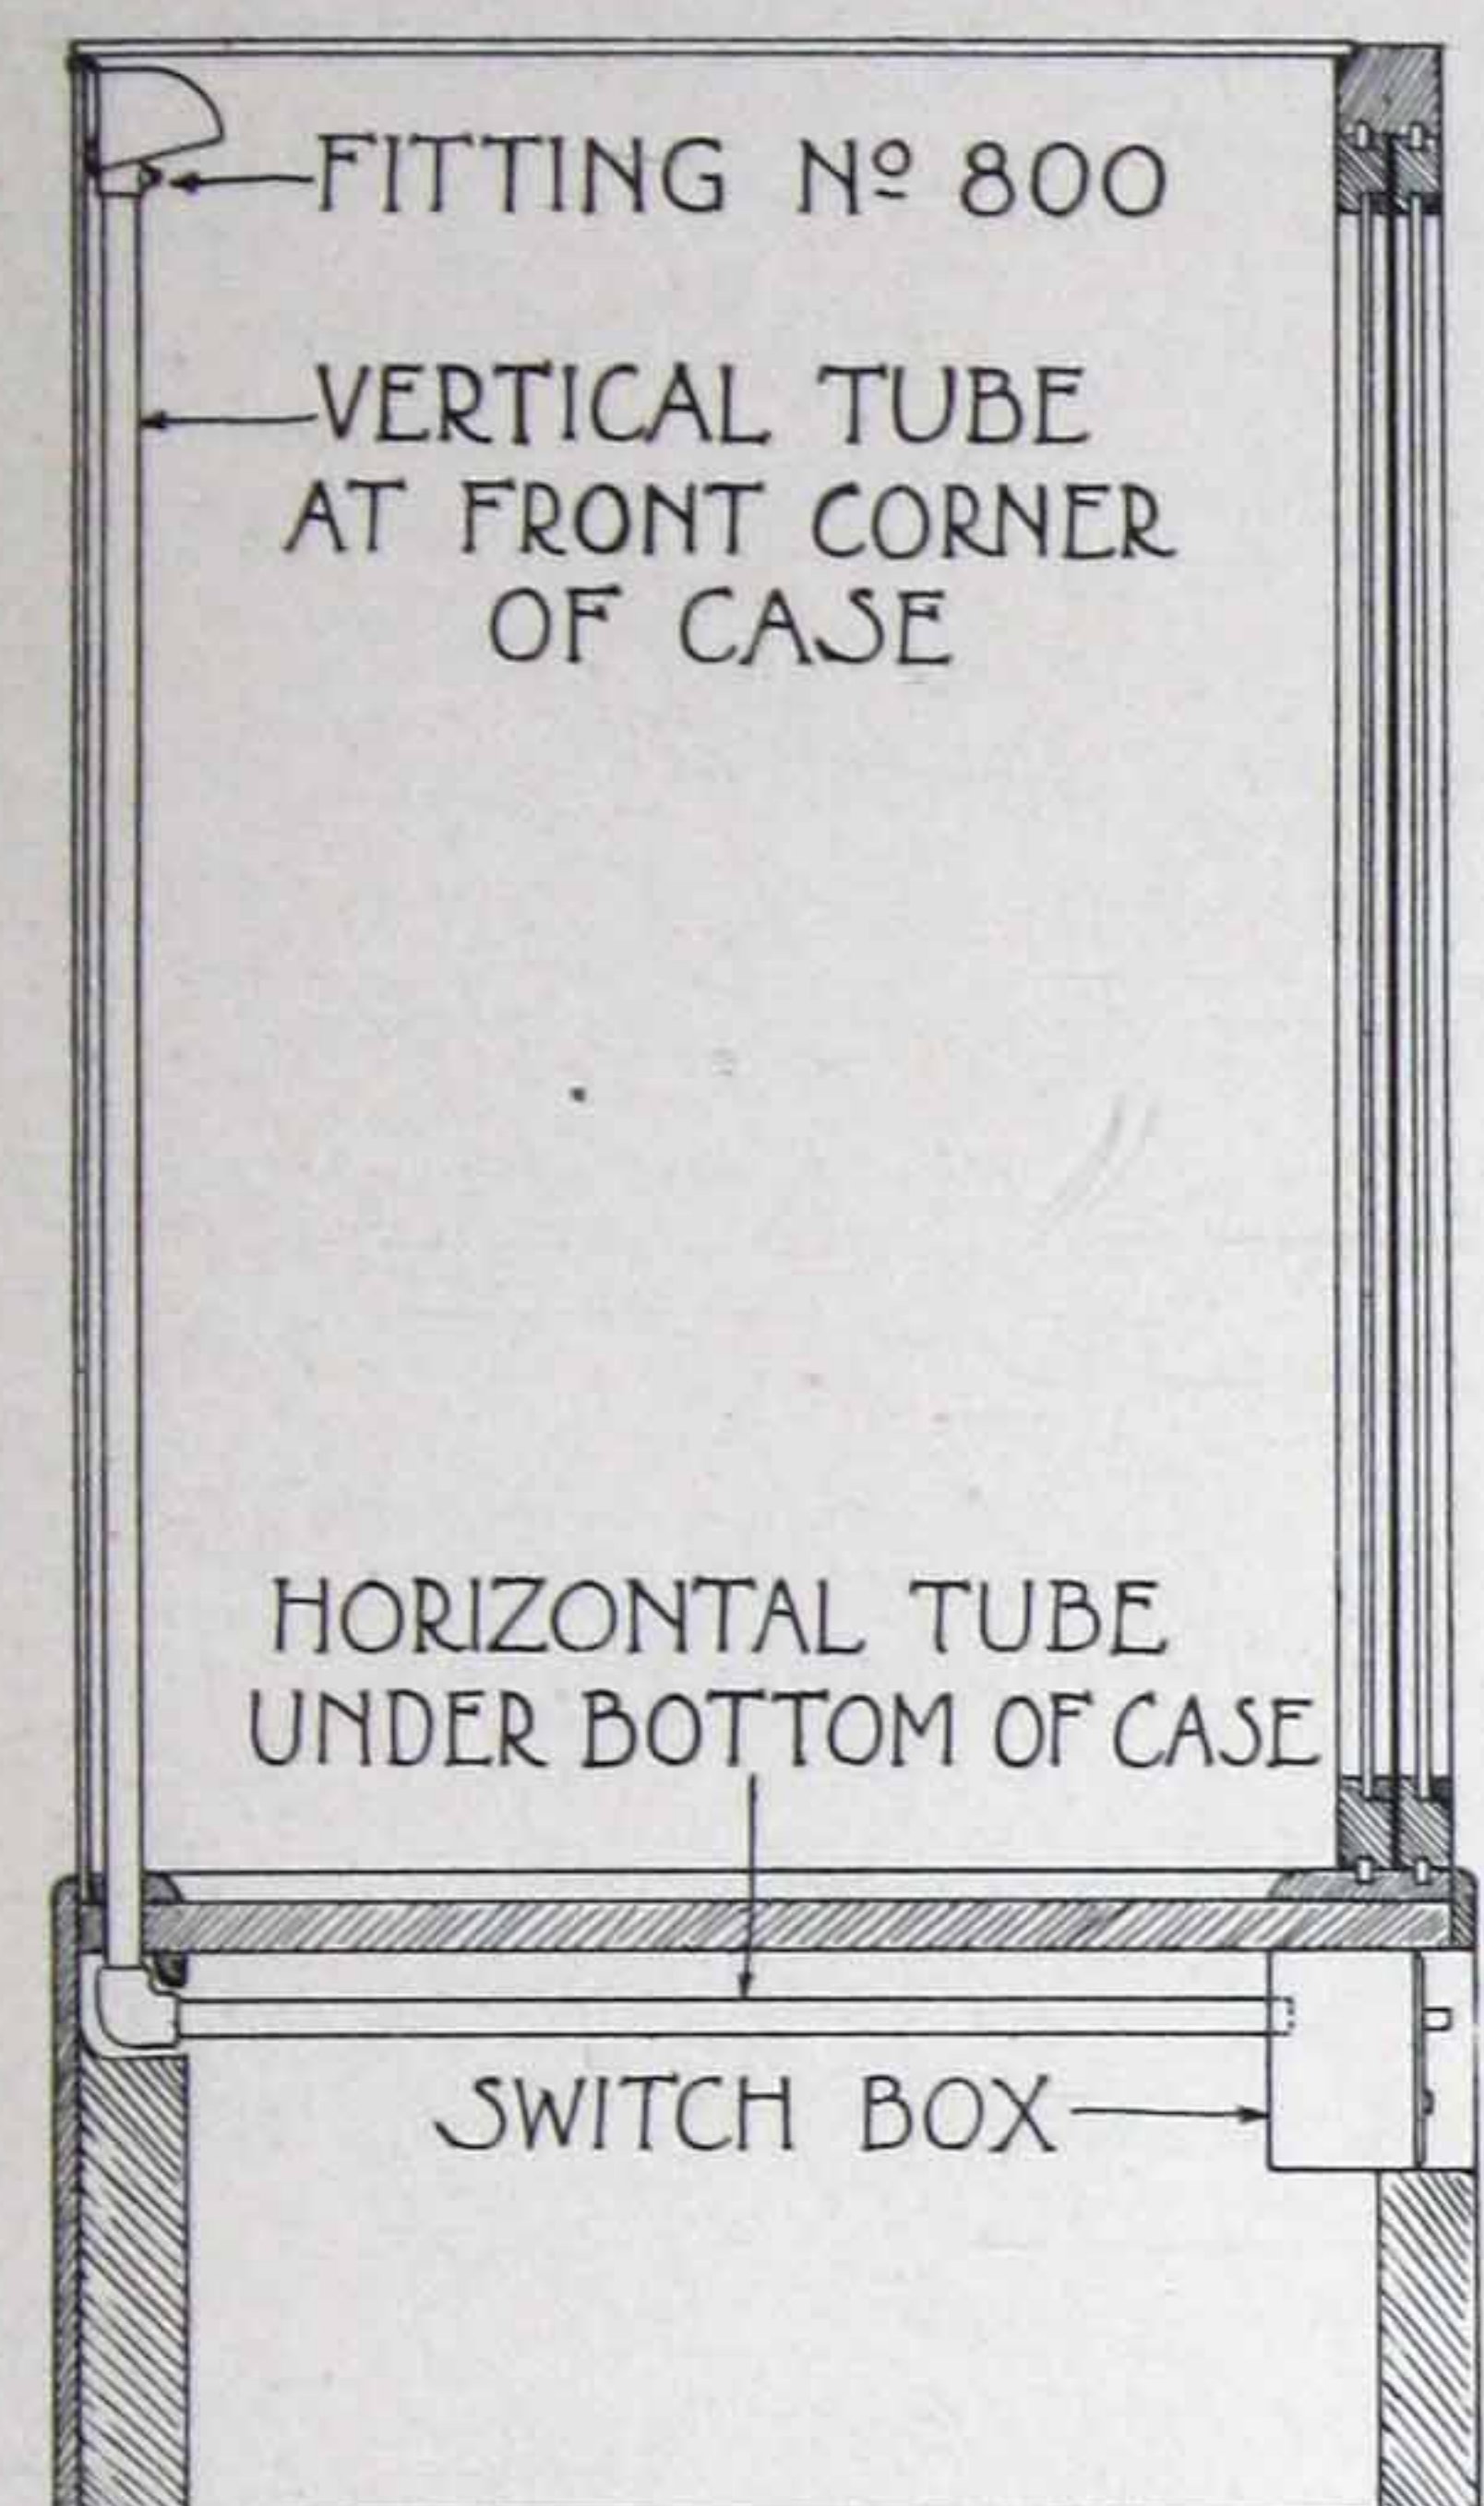 FITTING Nº 800
VERTICAL TUBE
AT FRONT CORNER
OF CASE
HORIZONTAL TUBE
UNDER BOTTOM OF CASE
SWITCH BOX